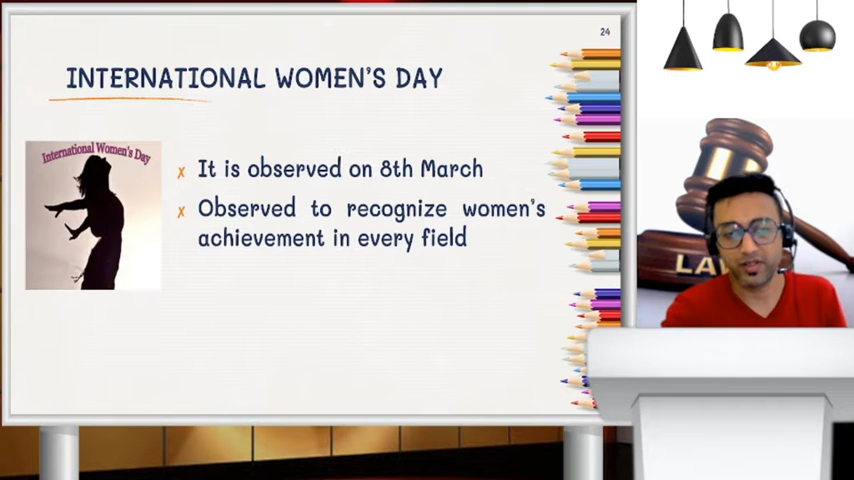 24
INTERNATIONAL WOMEN'S DAY
International Women's Day
It is observed on 8th March
Observed to recognize women's
achievement in every field
LAW